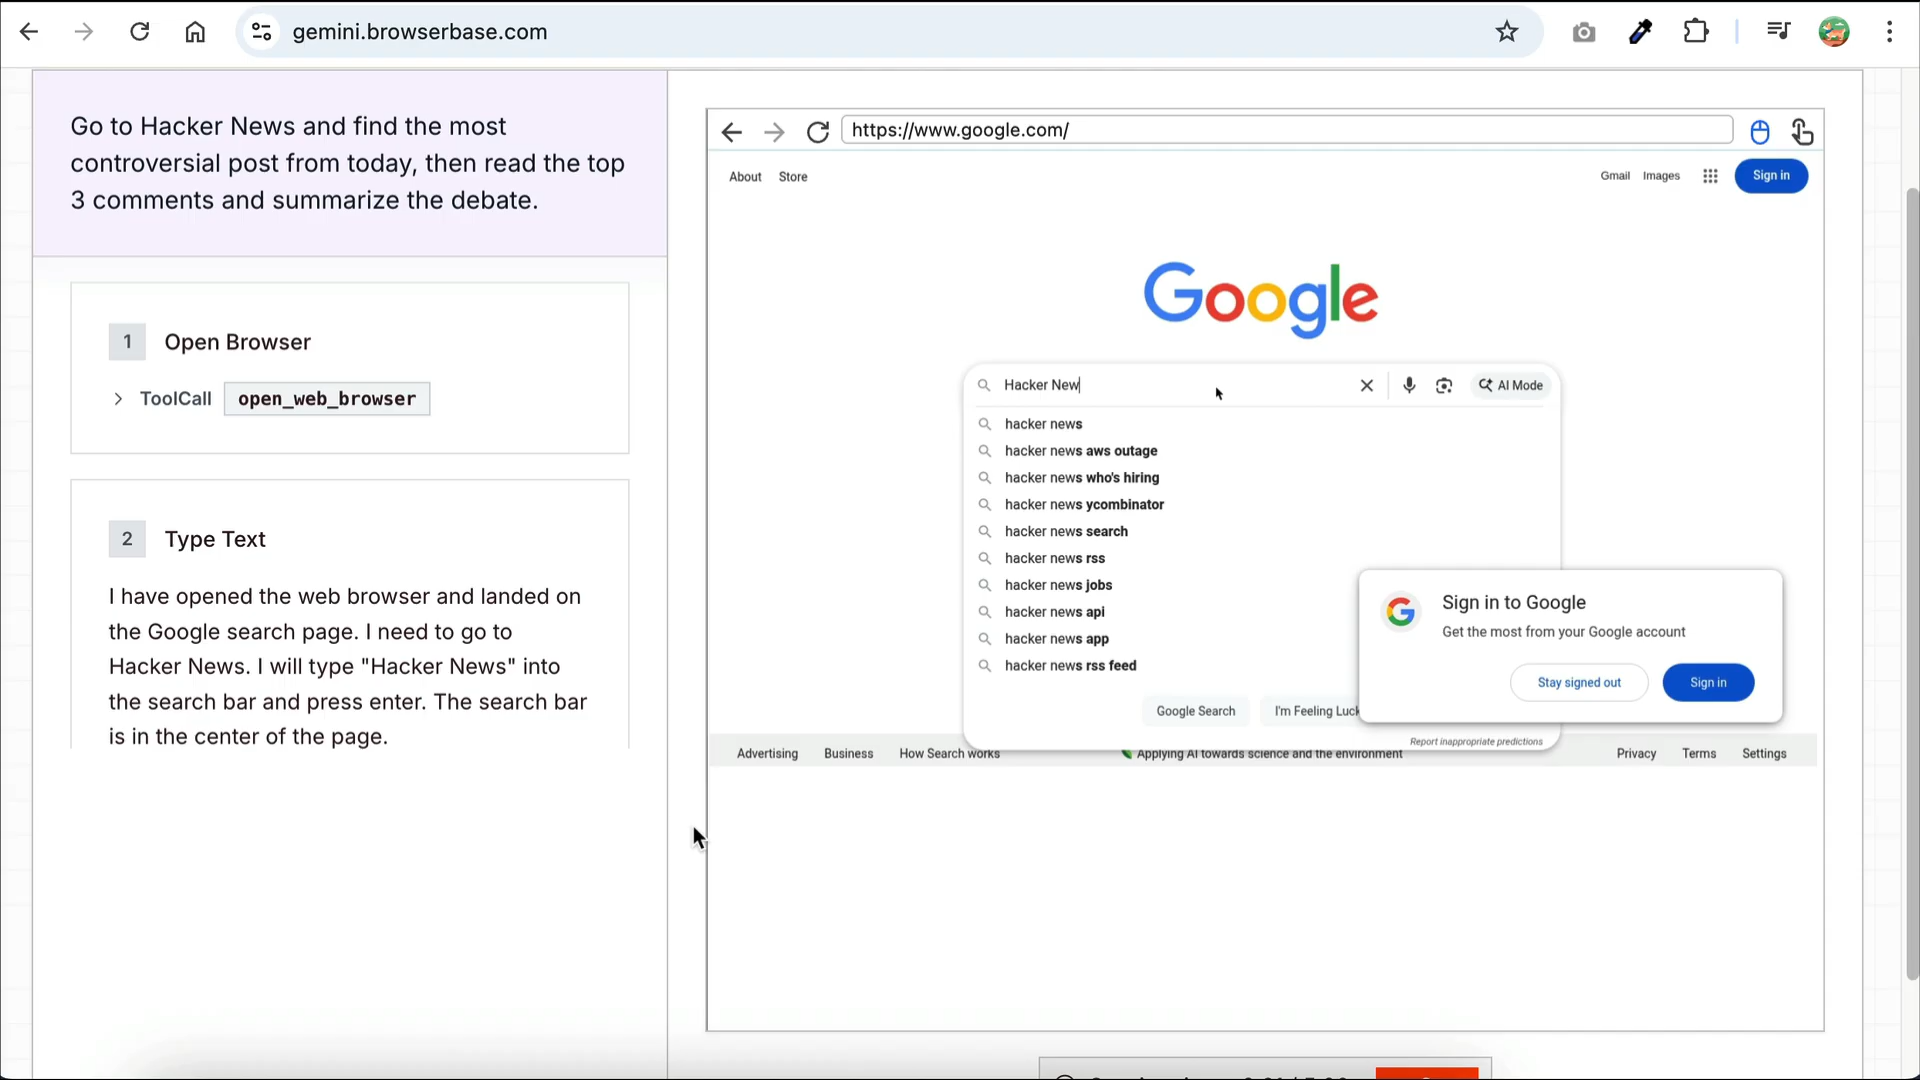 gemini.browserbase.com
Go to Hacker News and find the most
controversial post from today, then read the top
3 comments and summarize the debate.
1 Open Browser
ToolCall open_web_browser
2 Type Text
I have opened the web browser and landed on
the Google search page. I need to go to
Hacker News. I will type "Hacker News" into
the search bar and press enter. The search bar
is in the center of the page.
https://www.google.com/
About Store Gmail Images Sign in
Google
Hacker New AI Mode
hacker news
hacker news aws outage
hacker news who's hiring
hacker news ycombinator
hacker news search
hacker news rss
hacker news jobs
hacker news api
hacker news app
hacker news rss feed
Google Search I'm Feeling Luck
Report inappropriate predictions
Sign in to Google
Get the most from your Google account
Stay signed out Sign in
Advertising Business How Search works Applying AI towards science and the environment Privacy Terms Settings